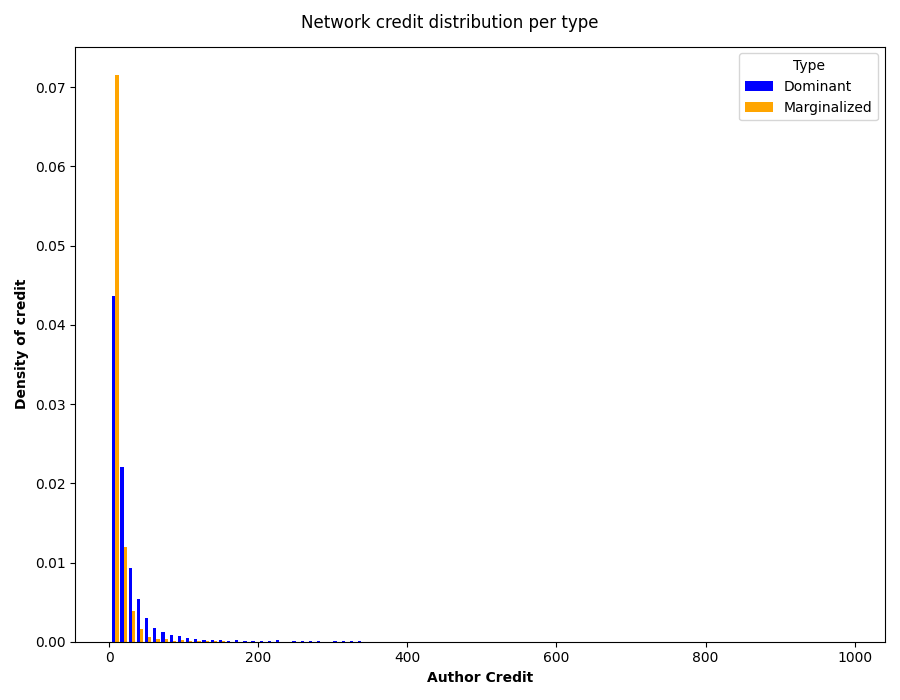 Network credit distribution per type
Type
Dominant
Marginalized
Density of credit
0.07
0.06
0.05
0.04
0.03
0.02
0.01
0.00
0 200 400 600 800 1000
Author Credit